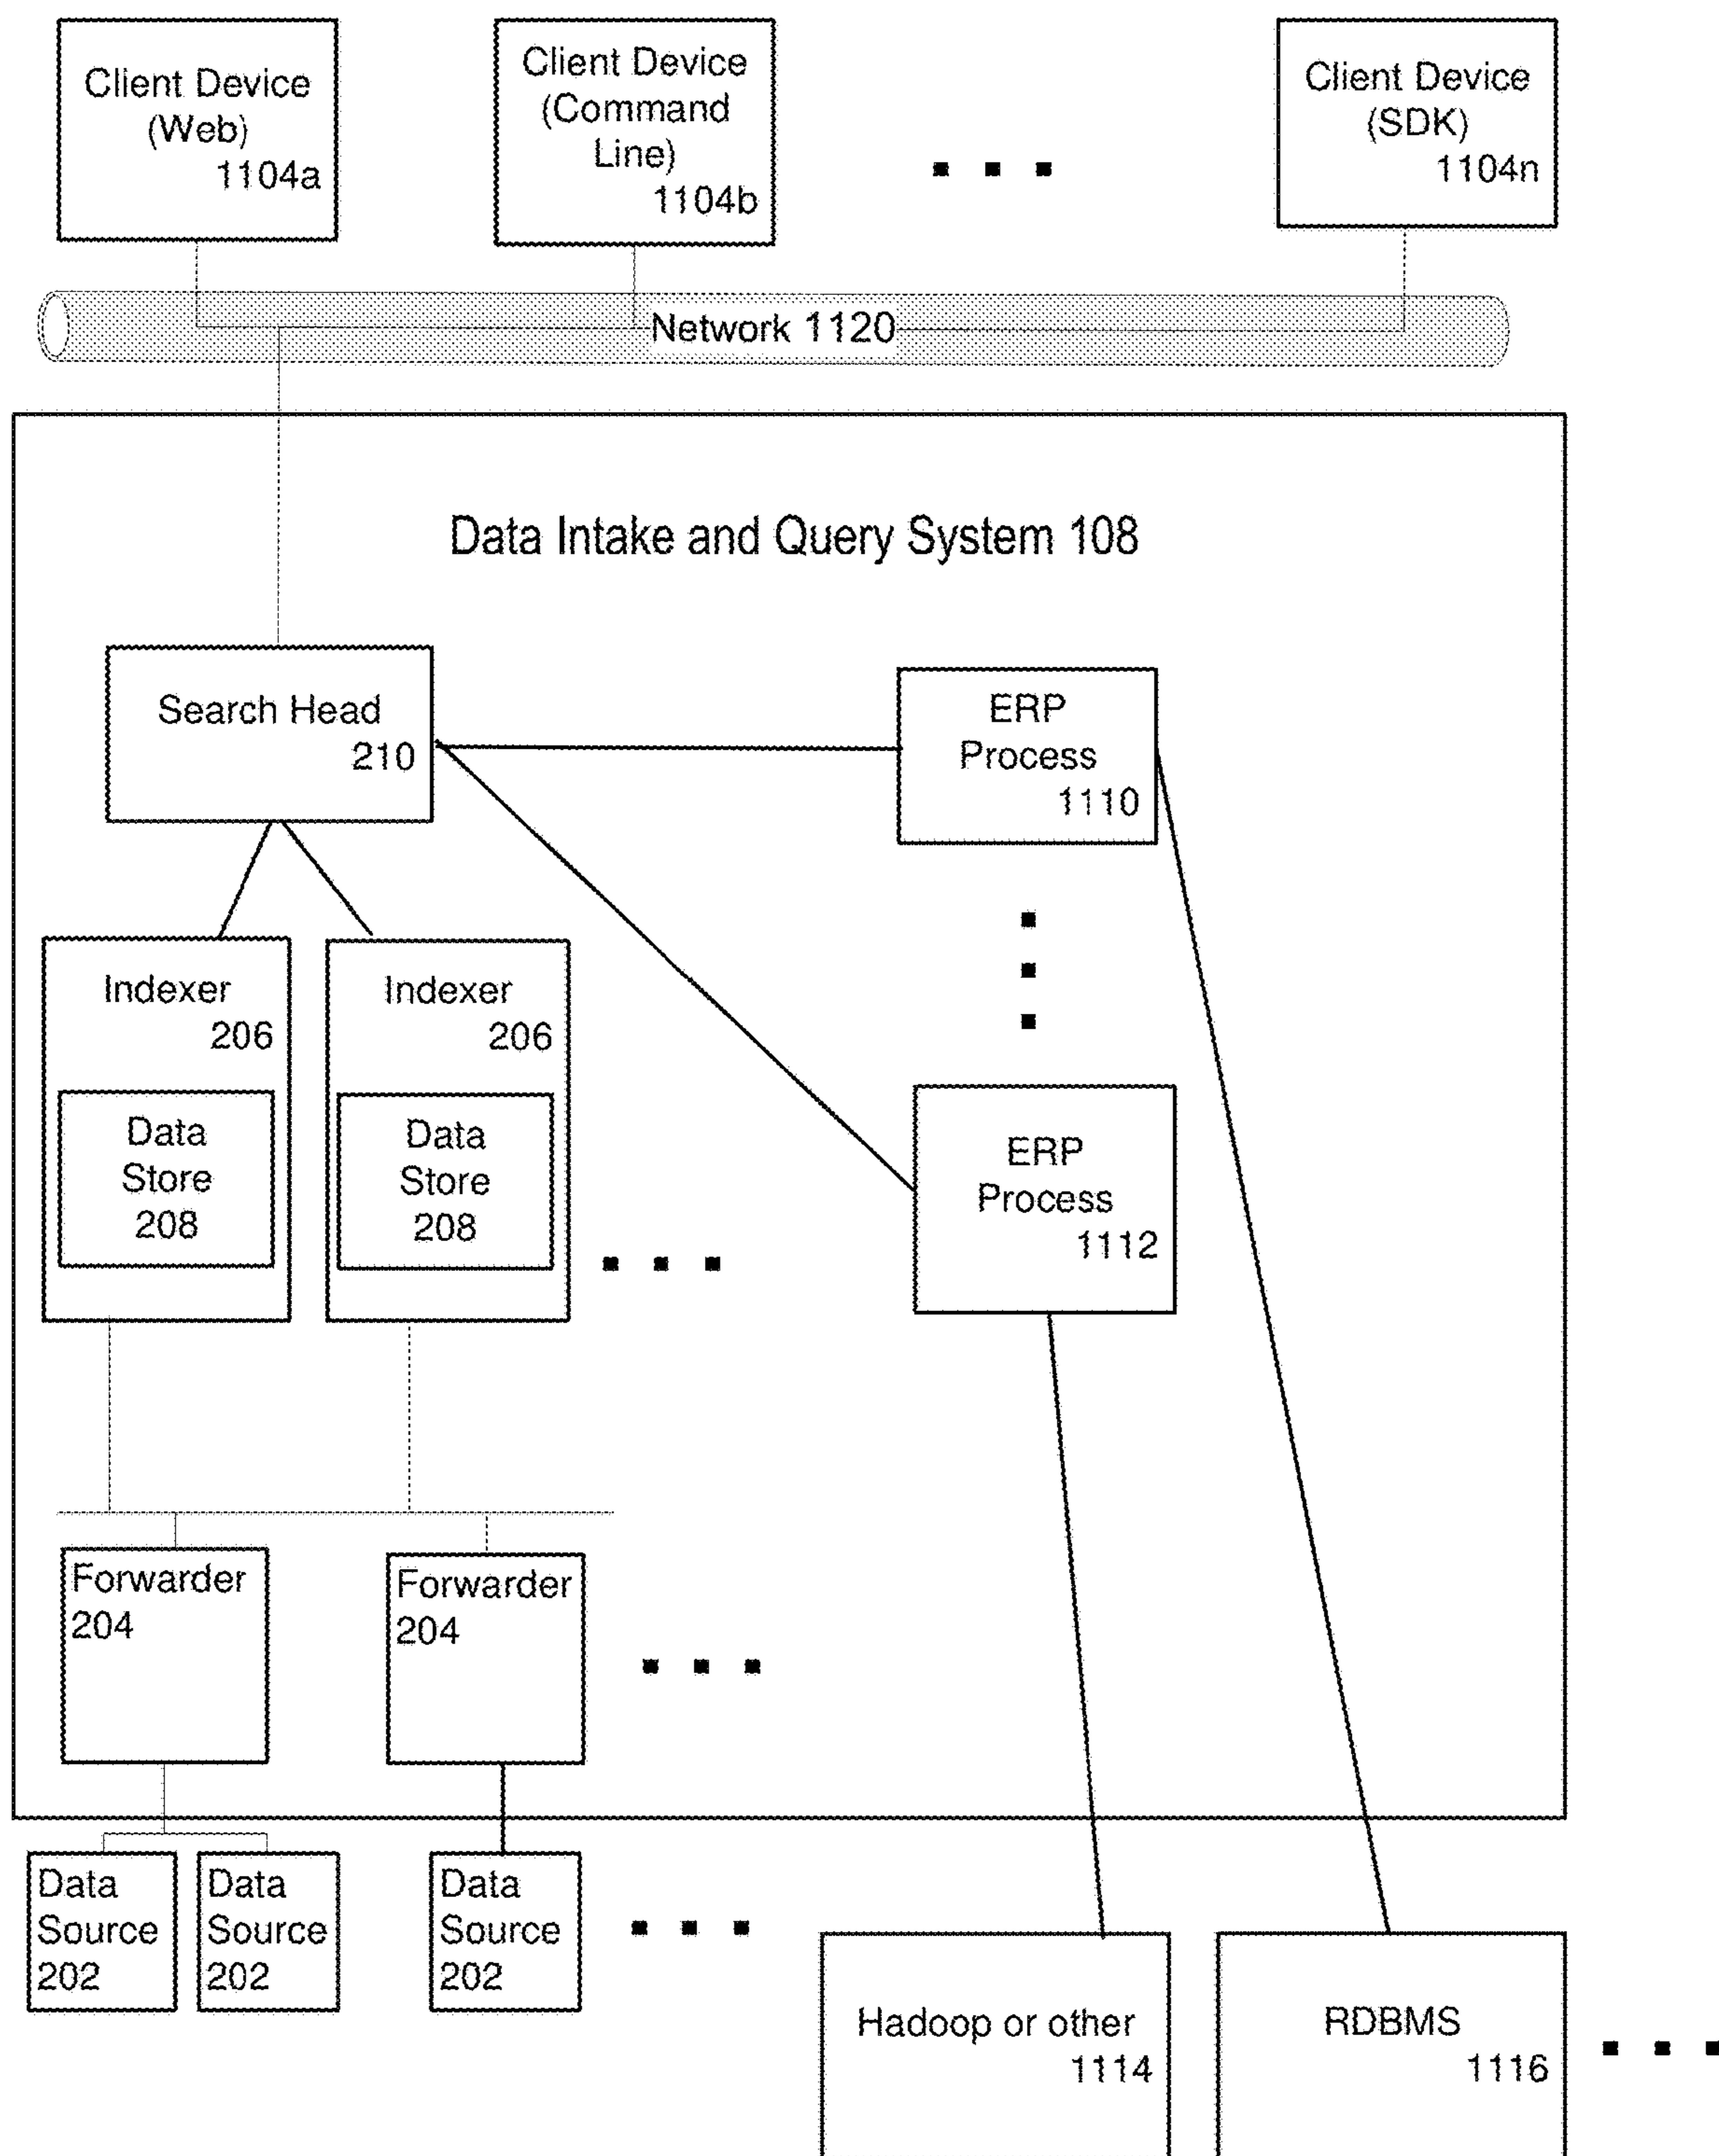 Client Device
(Web)
1104a
Client Device
(Command
Line)
1104b
Client Device
(SDK)
1104n
Network 1120
Data Intake and Query System 108
Search Head
210
ERP
Process
1110
Indexer
206
Data
Store
208
Indexer
206
Data
Store
208
ERP
Process
1112
Forwarder
204
Forwarder
204
Data
Source
202
Data
Source
202
Data
Source
202
Hadoop or other
1114
RDBMS
1116